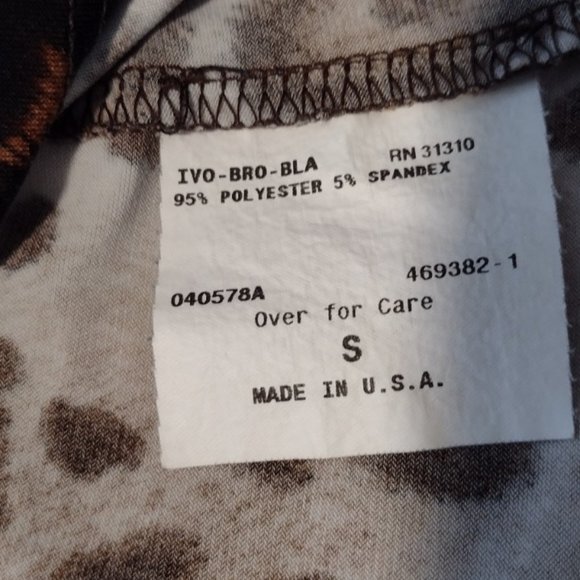 IVO-BRO-BLA RN 31310
95% POLYESTER 5% SPANDEX
040578A 469382-1
Over for Care
S
MADE IN U.S.A.